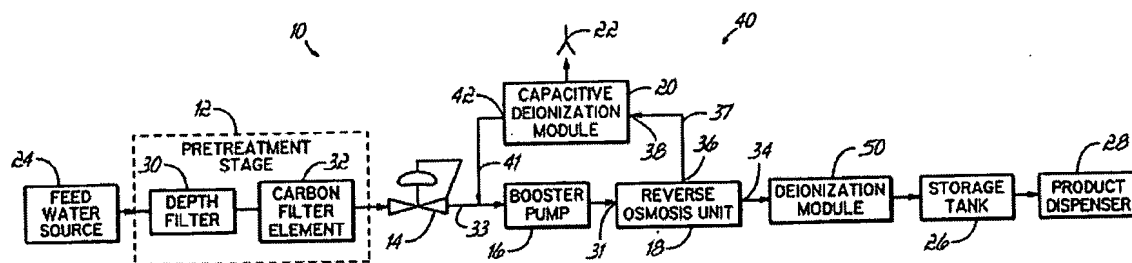 10
22
40
42
CAPACITIVE
DEIONIZATION
MODULE
20
37
38
36
12
PRETREATMENT
STAGE
24
FEED
WATER
SOURCE
30
DEPTH
FILTER
32
CARBON
FILTER
ELEMENT
14
33
41
BOOSTER
PUMP
16
31
REVERSE
OSMOSIS UNIT
18
34
50
DEIONIZATION
MODULE
STORAGE
TANK
26
28
PRODUCT
DISPENSER